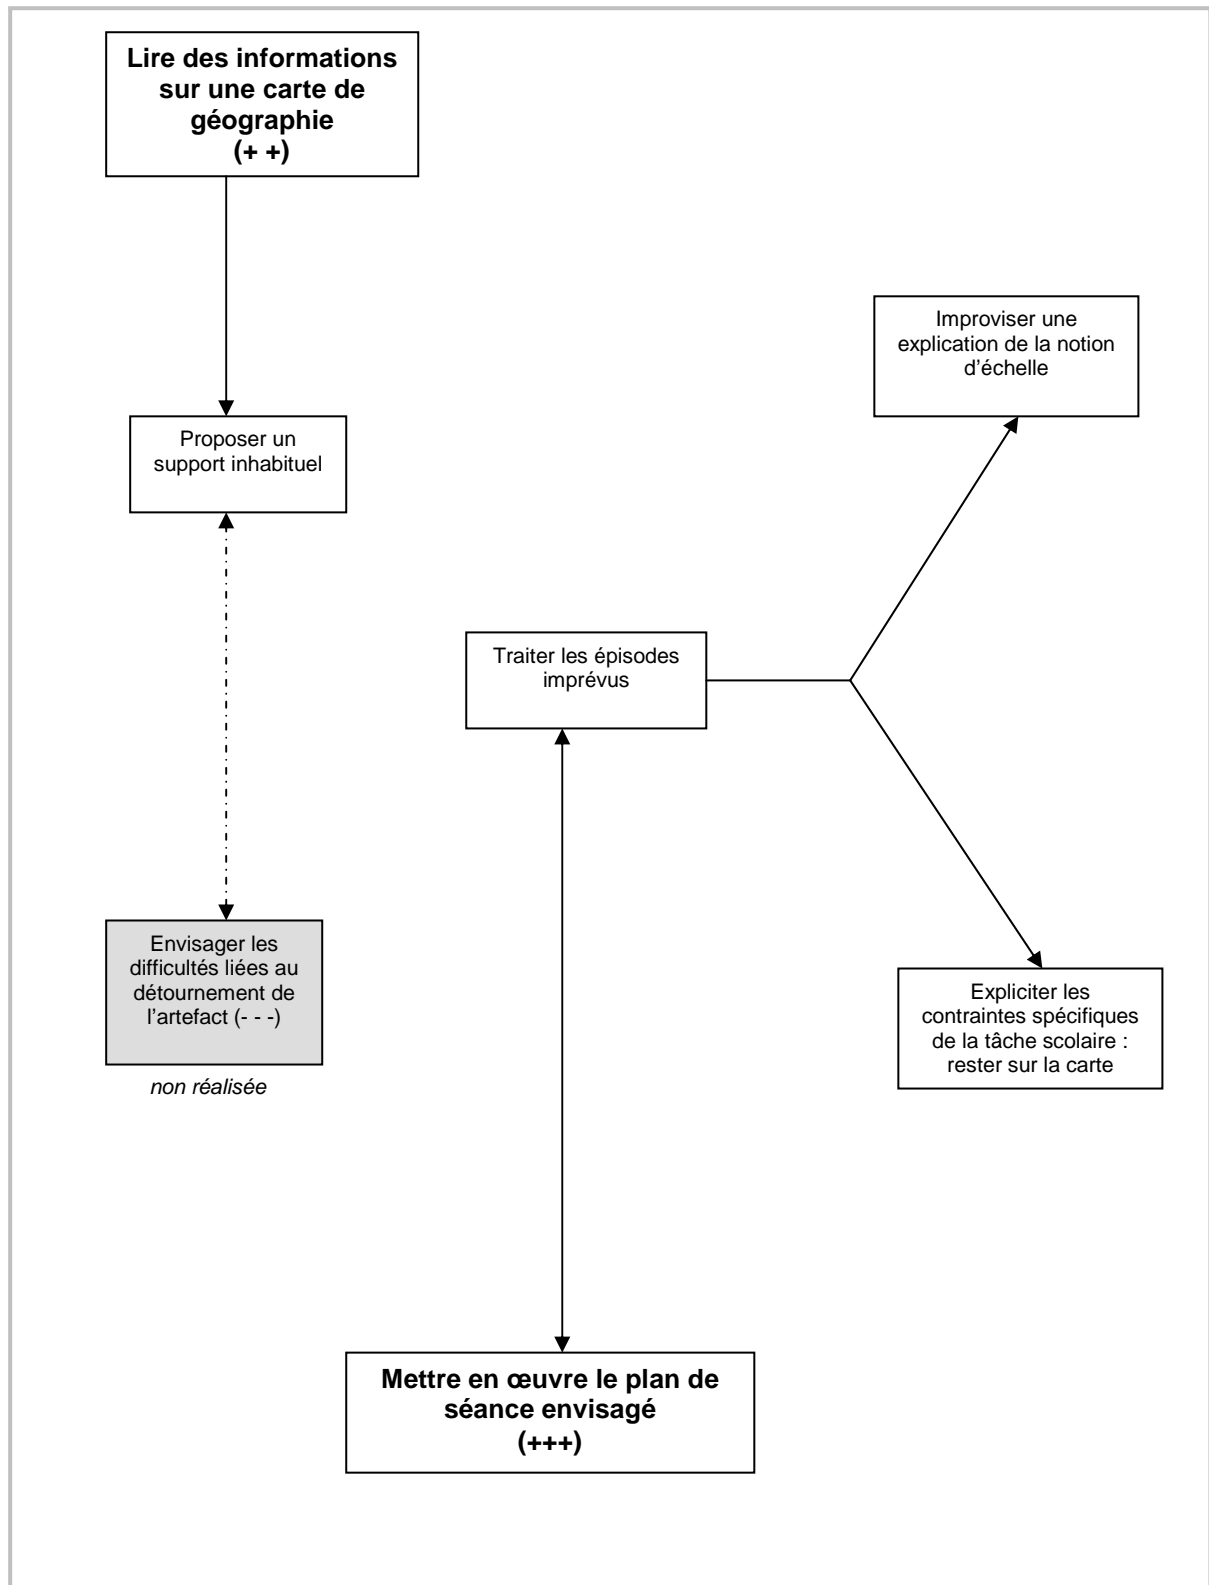 Lire des informations
sur une carte de
géographie
(+ +)
Improviser une
explication de la notion
d’échelle
Proposer un
support inhabituel
Traiter les épisodes
imprévus
Envisager les
difficultés liées au
détournement de
l’artefact (- - -)
non réalisée
Expliciter les
contraintes spécifiques
de la tâche scolaire :
rester sur la carte
Mettre en œuvre le plan de
séance envisagé
(+++)